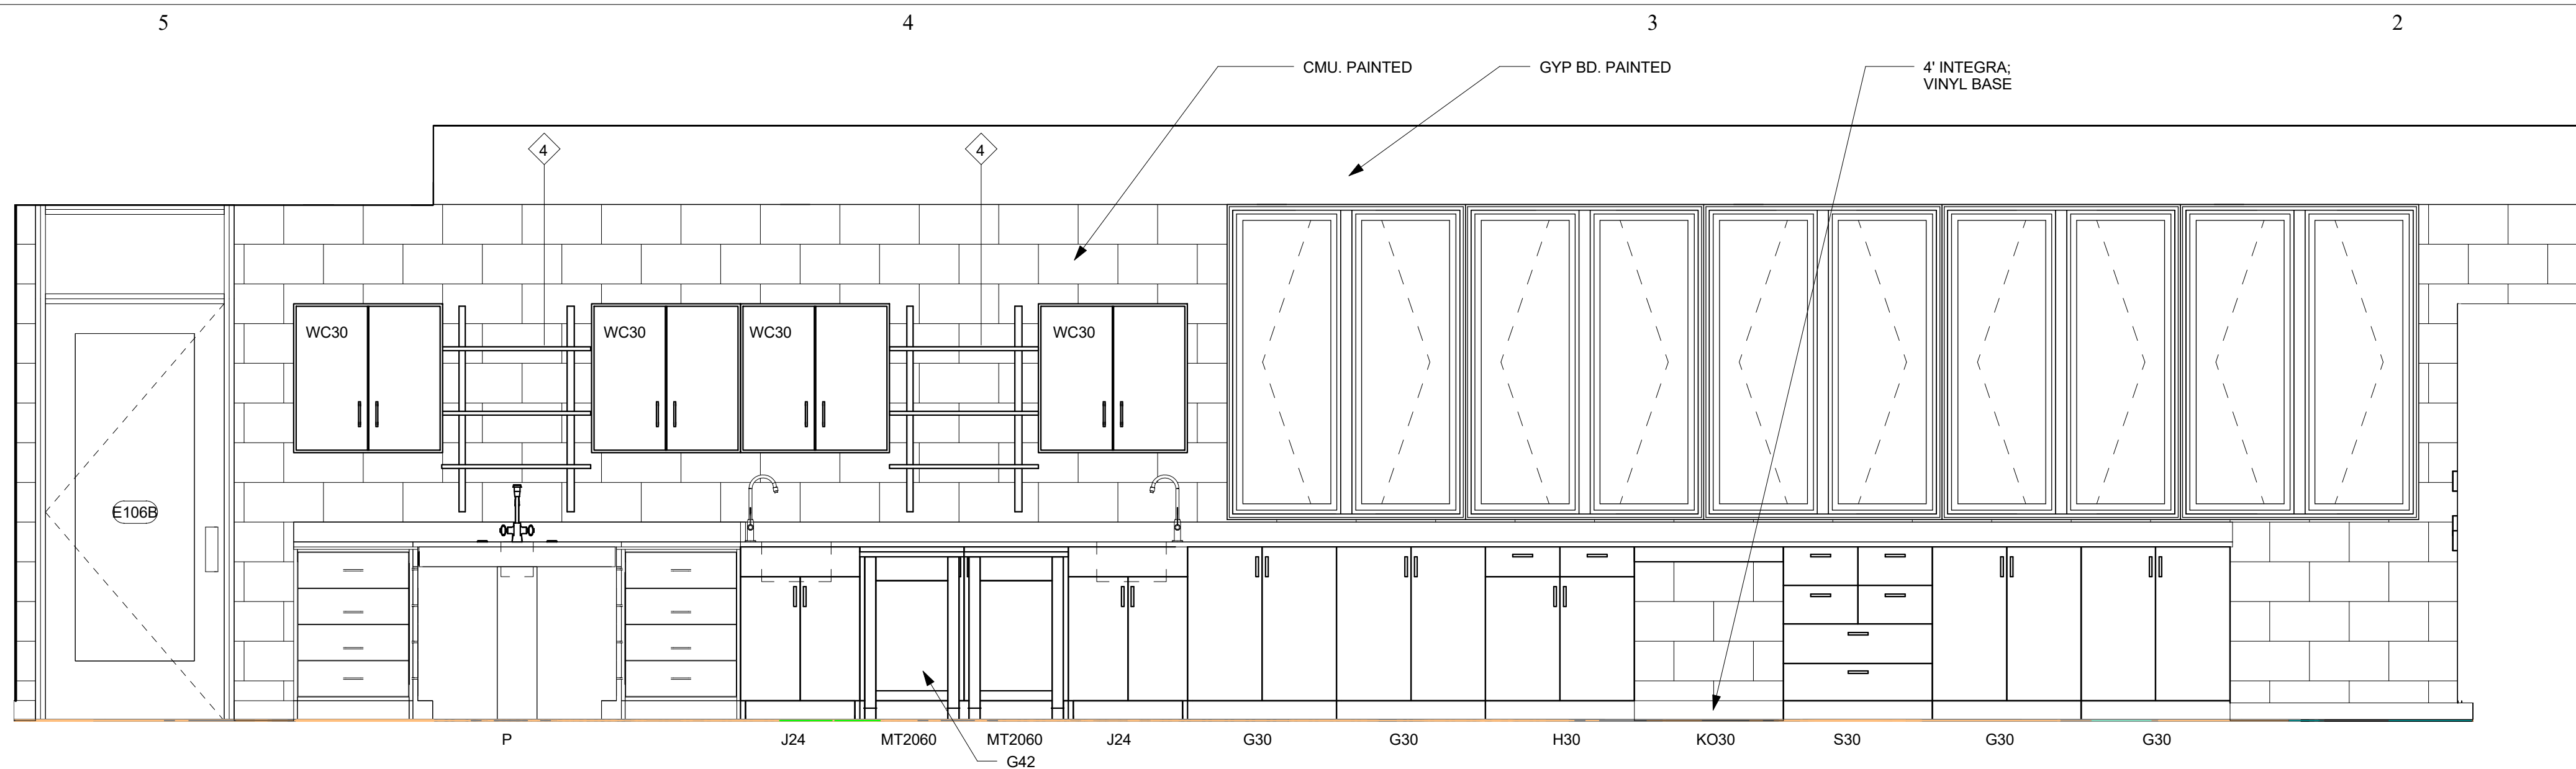 5
4
3
2
CMU. PAINTED
GYP BD. PAINTED
4' INTEGRA;
VINYL BASE
4
4
WC30
WC30
WC30
WC30
E106B
P
J24
MT2060
MT2060
J24
G30
G30
H30
KO30
S30
G30
G30
G42